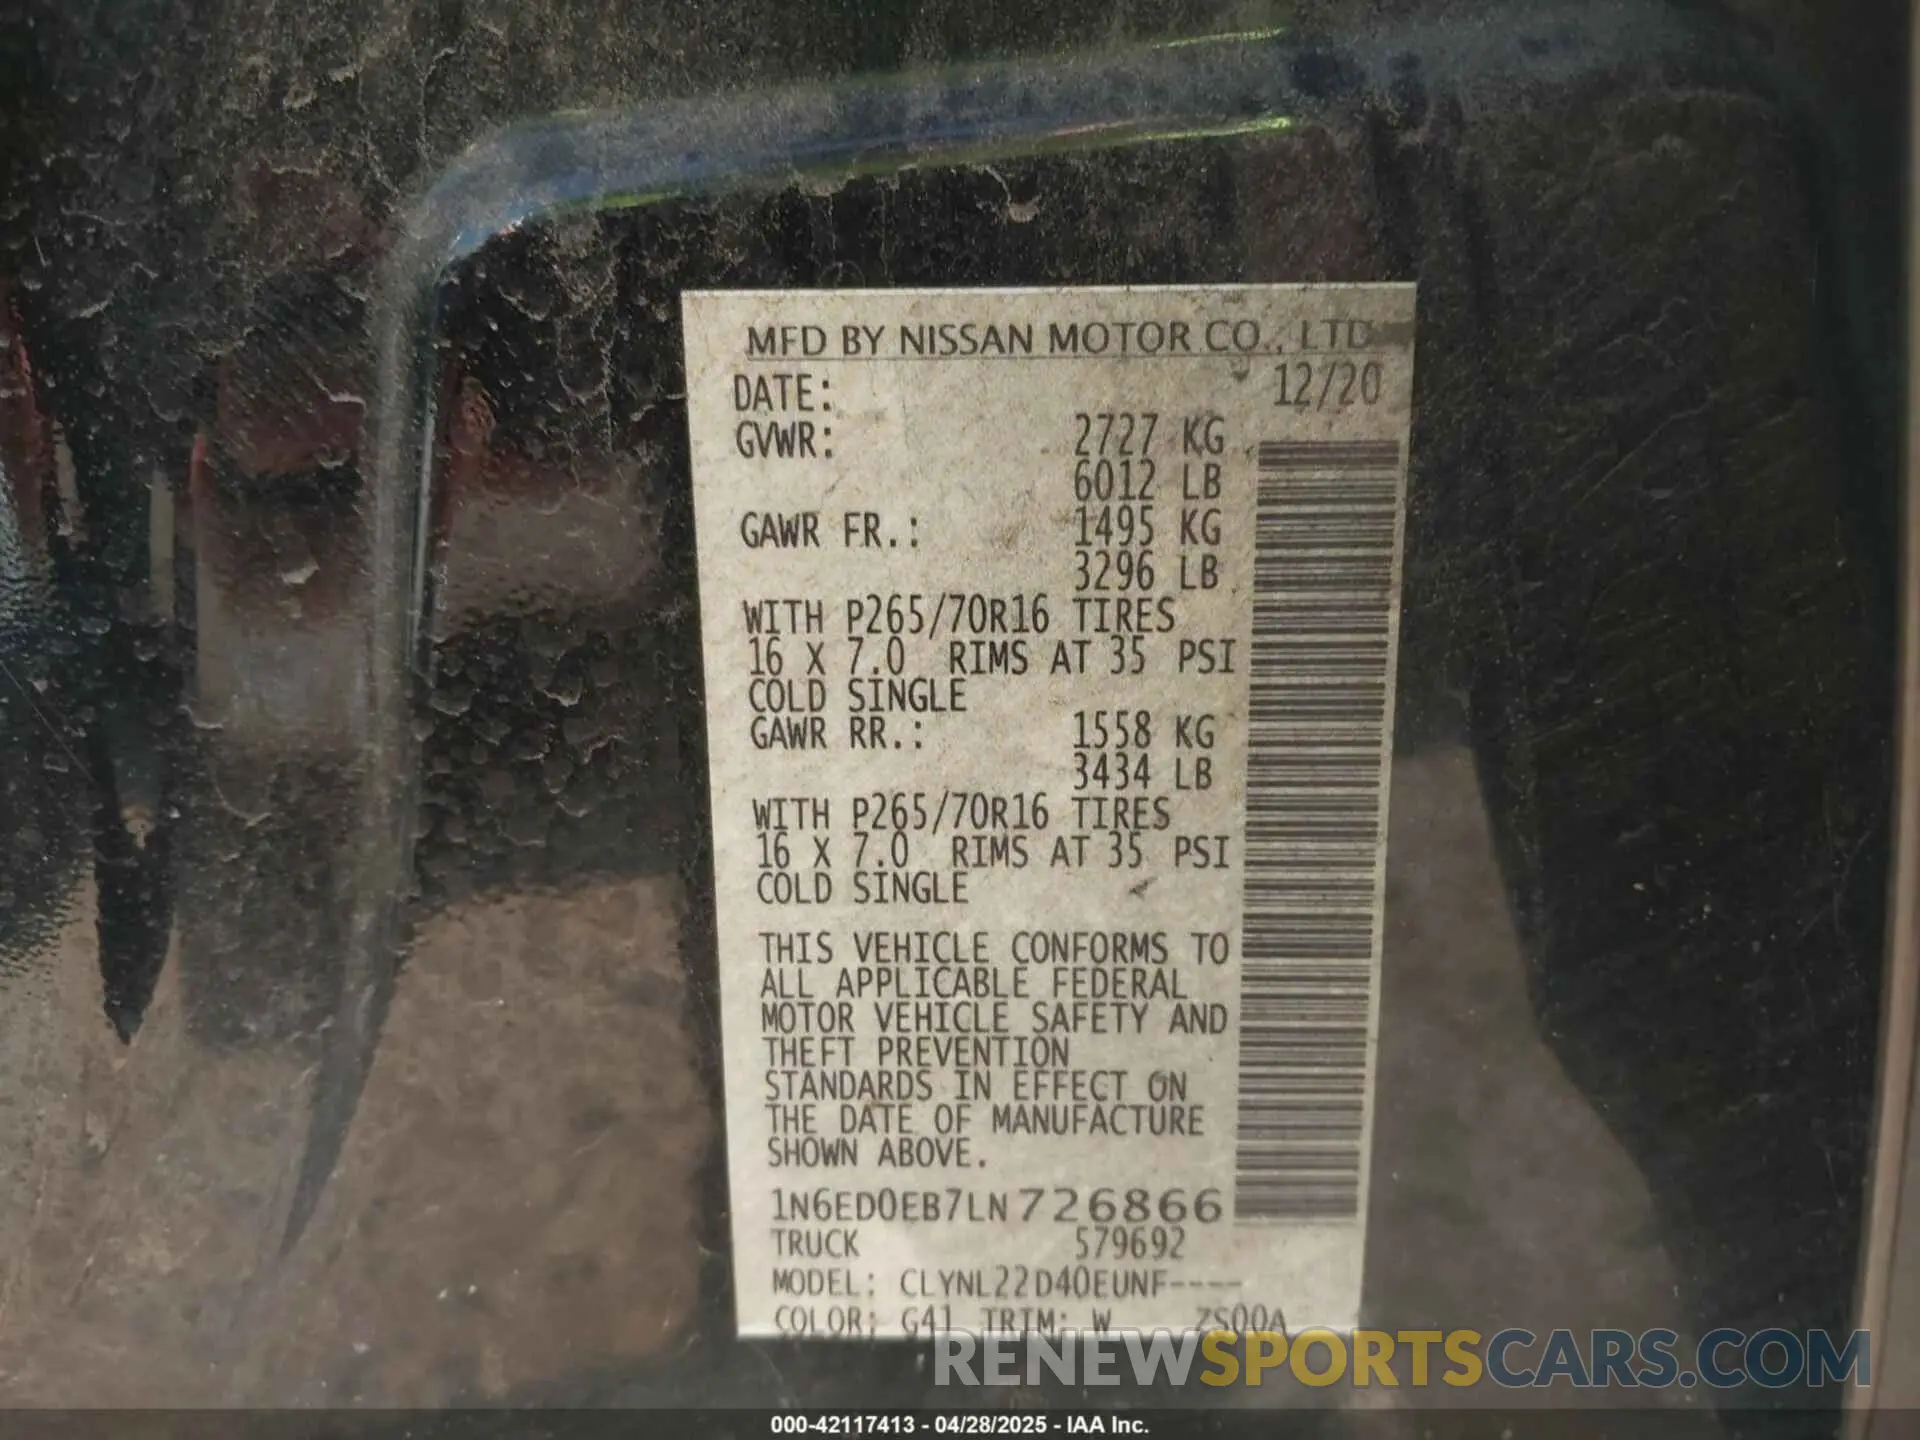 MFD BY NISSAN MOTOR CO., LTD
DATE: 12/20
GVWR: 2727 KG
6012 LB
GAWR FR.: 1495 KG
3296 LB
WITH P265/70R16 TIRES
16 X 7.0 RIMS AT 35 PSI
COLD SINGLE
GAWR RR.: 1558 KG
3434 LB
WITH P265/70R16 TIRES
16 X 7.0 RIMS AT 35 PSI
COLD SINGLE
THIS VEHICLE CONFORMS TO
ALL APPLICABLE FEDERAL
MOTOR VEHICLE SAFETY AND
THEFT PREVENTION
STANDARDS IN EFFECT ON
THE DATE OF MANUFACTURE
SHOWN ABOVE.
1N6ED0EB7LN726866
TRUCK 579692
MODEL: CLYNL22D40EUNF----
COLOR: G41 TRIM: W ZS00A
RENEWSPORTSCARS.COM
000-42117413 - 04/28/2025 - IAA Inc.